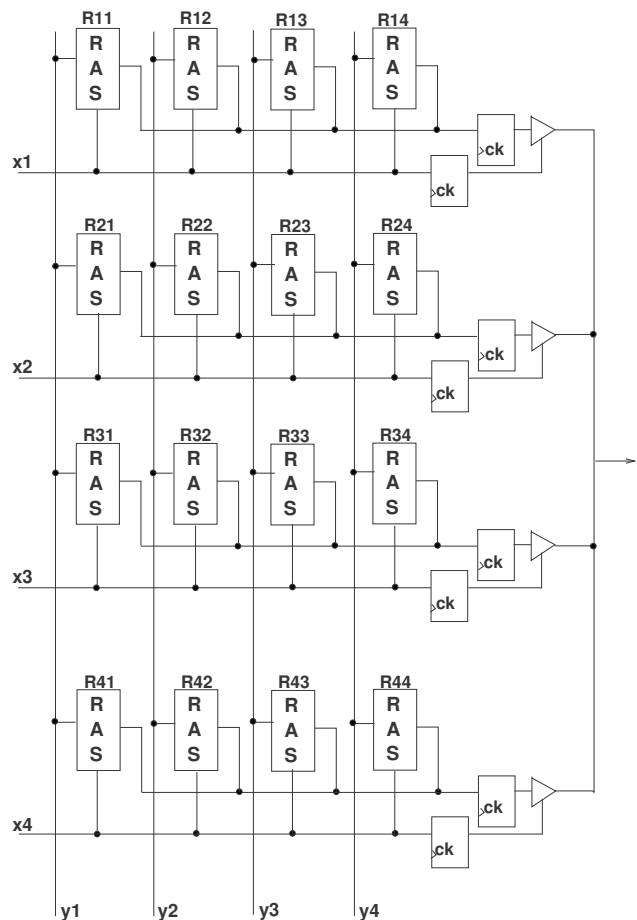 R11 R12 R13 R14
R R R R
A A A A
S S S S
ck
x1
ck
R21 R22 R23 R24
R R R R
A A A A
S S S S
ck
x2
ck
R31 R32 R33 R34
R R R R
A A A A
S S S S
ck
x3
ck
R41 R42 R43 R44
R R R R
A A A A
S S S S
ck
x4
ck
y1 y2 y3 y4